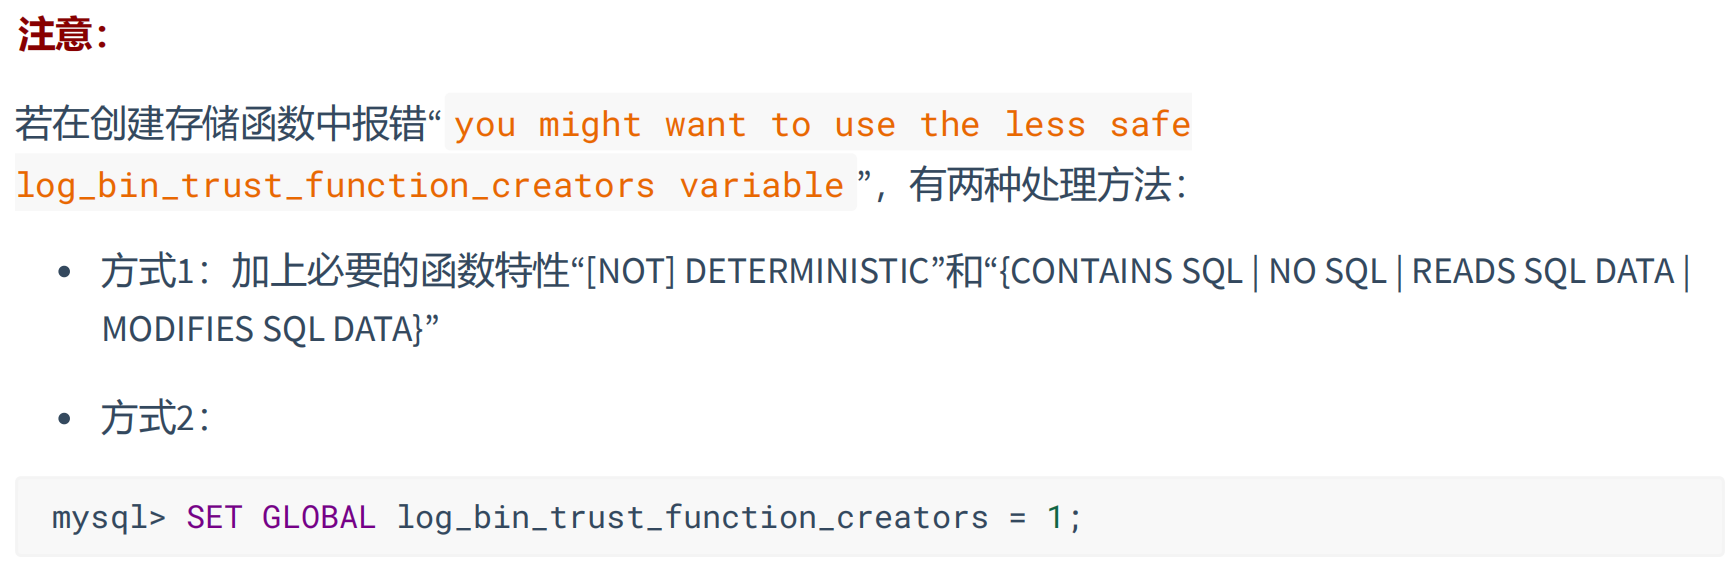 注意：
若在创建存储函数中报错“ you might want to use the less safe
log_bin_trust_function_creators variable ”，有两种处理方法：
• 方式1：加上必要的函数特性“[NOT] DETERMINISTIC”和“{CONTAINS SQL | NO SQL | READS SQL DATA |
MODIFIES SQL DATA}”
• 方式2：
mysql> SET GLOBAL log_bin_trust_function_creators = 1;